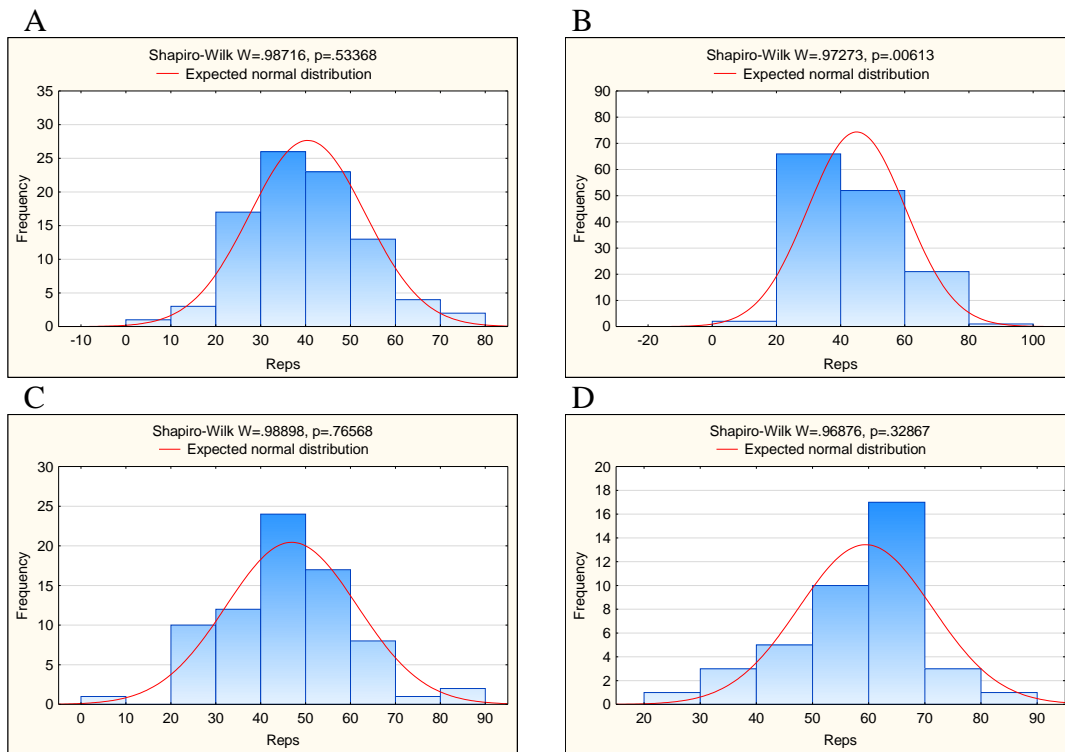 A
Shapiro-Wilk W=.98716, p=.53368
Expected normal distribution
35
30
25
20
15
10
5
0
Frequency
-10 0 10 20 30 40 50 60 70 80
Reps
B
Shapiro-Wilk W=.97273, p=.00613
Expected normal distribution
90
80
70
60
50
40
30
20
10
0
Frequency
-20 0 20 40 60 80 100
Reps
C
Shapiro-Wilk W=.98898, p=.76568
Expected normal distribution
30
25
20
15
10
5
0
Frequency
0 10 20 30 40 50 60 70 80 90
Reps
D
Shapiro-Wilk W=.96876, p=.32867
Expected normal distribution
20
18
16
14
12
10
8
6
4
2
0
Frequency
20 30 40 50 60 70 80 90
Reps